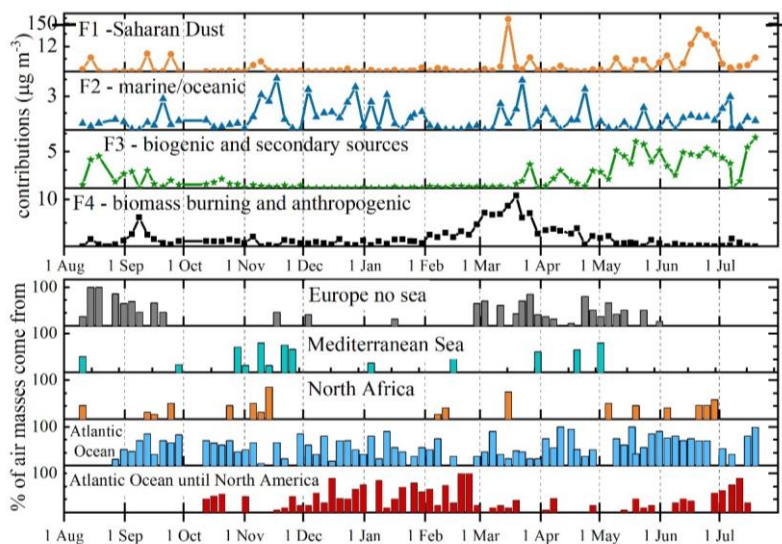 150
12
F1 -Saharan Dust
3
F2 - marine/oceanic
5
F3 - biogenic and secondary sources
10
F4 - biomass burning and anthropogenic
contributions (µg m⁻³)
1 Aug 1 Sep 1 Oct 1 Nov 1 Dec 1 Jan 1 Feb 1 Mar 1 Apr 1 May 1 Jun 1 Jul
100
Europe no sea
100
Mediterranean Sea
100
North Africa
100
Atlantic
Ocean
100
Atlantic Ocean until North America
% of air masses come from
1 Aug 1 Sep 1 Oct 1 Nov 1 Dec 1 Jan 1 Feb 1 Mar 1 Apr 1 May 1 Jun 1 Jul